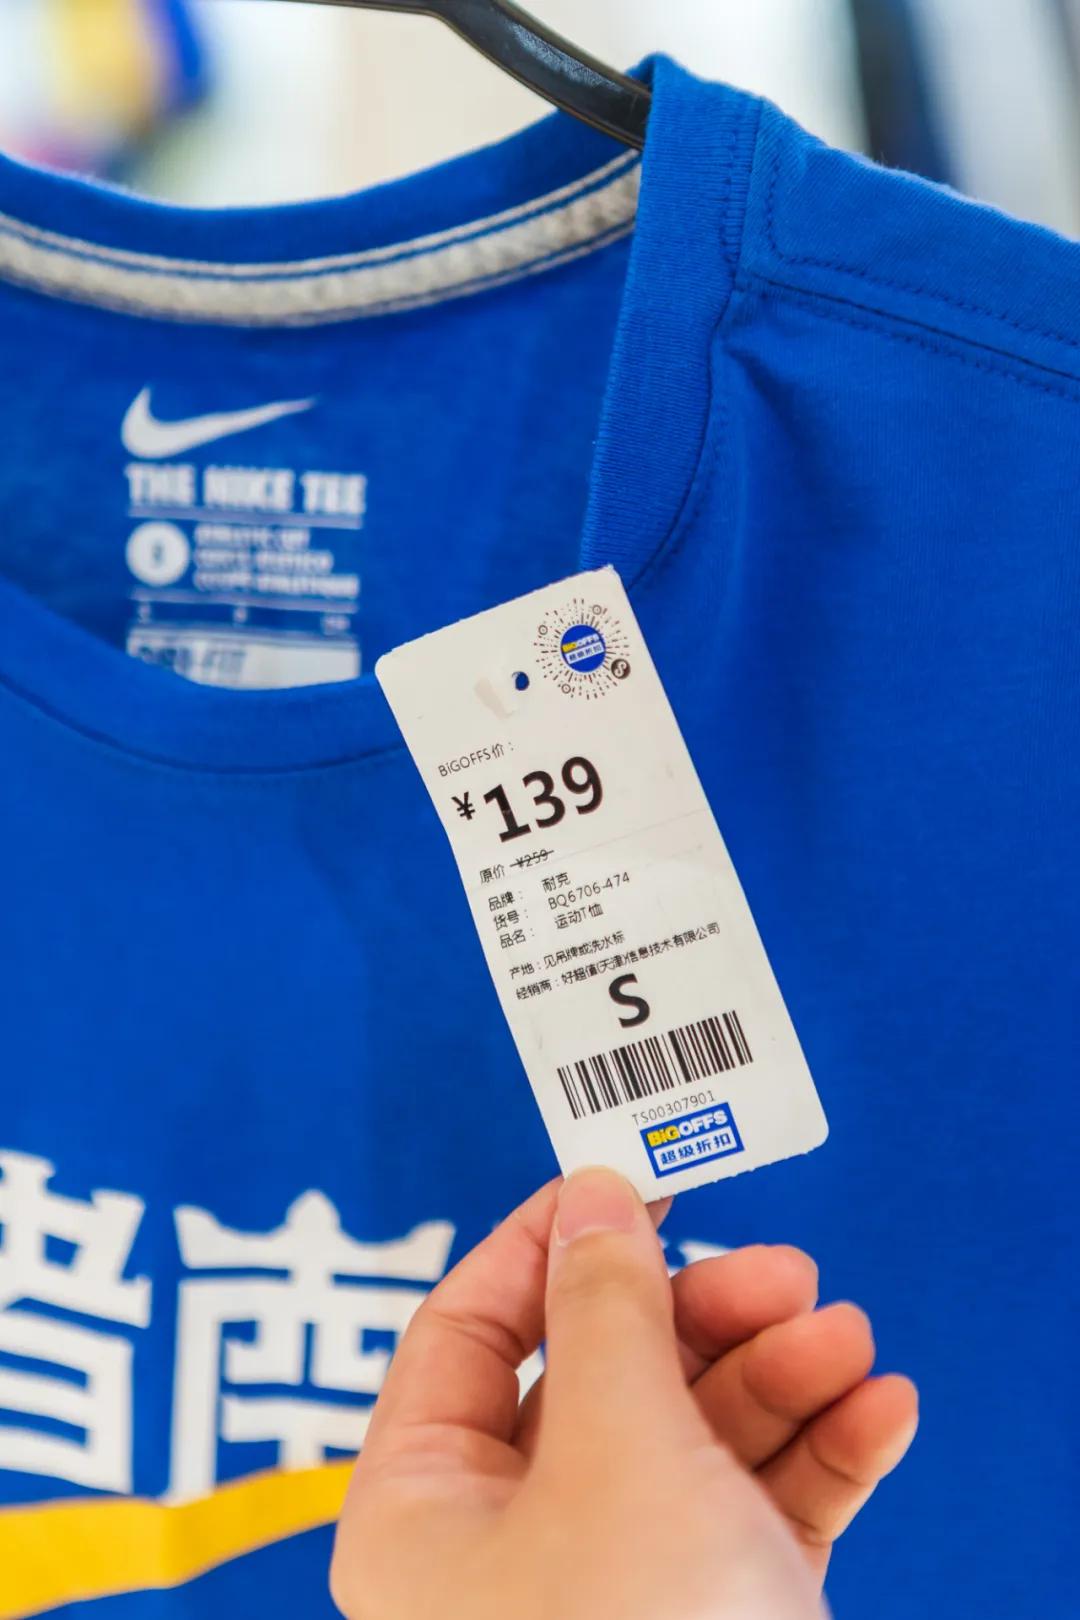 THE NIKE TEE
DRI-FIT
BiGOFFS
超级折扣
BiGOFFS价：
¥139
原价 ¥259
品牌： 耐克
货号： BQ6706-474
品名： 运动T恤
产地：见吊牌或洗水标
经销商：好超值(天津)信息技术有限公司
S
TS00307901
BiGOFFS
超级折扣